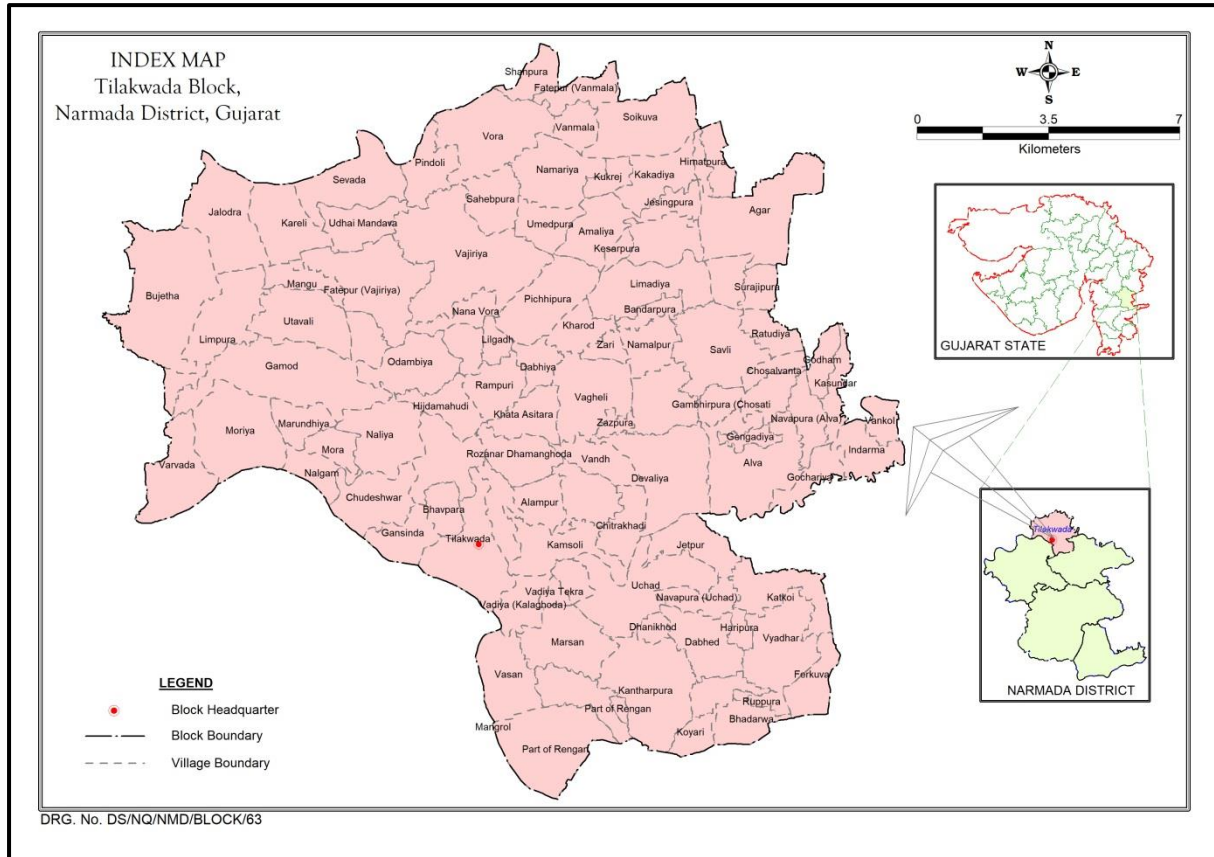 INDEX MAP
Tilakwada Block,
Narmada District, Gujarat
N
W E
S
0 3.5 7
Kilometers
Shanpura
Fatepur (Vanmala)
Soikuva
Vora
Vanmala
Pindoli
Namariya
Himatpura
Kukrej
Kakadiya
Sevada
Sahebpura
Jesingpura
Jalodra
Kareli
Udhai Mandava
Umedpura
Amaliya
Agar
Kesarpura
Vajiriya
Mangu
Fatepur (Vajiriya)
Limadiya
Surajipura
Bujetha
Pichhipura
Nana Vora
Bandarpura
Utavali
Kharod
Limpura
Lilgadh
Zari
Namalpur
Savli
Ratudiya
Gamod
Odambiya
Dabhiya
Godham
Chosalvanta
Rampuri
Kasundar
Vagheli
Hijdamahudi
Gambhirpura (Chosati
Khata Asitara
Navapura (Alva)
Vankol
Moriya
Marundhiya
Zazpura
Naliya
Gengadiya
Mora
Rozanar Dhamanghoda
Vandh
Alva
Indarma
Varvada
Nalgam
Devaliya
Gochariya
Chudeshwar
Bhavpara
Alampur
Chitrakhadi
Gansinda
Tilakwada
Kamsoli
Jetpur
Uchad
Vadiya Tekra
Navapura (Uchad)
Katkoi
Vadiya (Kalaghoda)
Dhanikhod
Haripura
Marsan
Dabhed
Vyadhar
Vasan
Ferkuva
Kantharpura
Ruppura
Part of Rengan
Bhadarwa
Mangrol
Koyari
Part of Rengan
GUJARAT STATE
Tilakwada
NARMADA DISTRICT
LEGEND
Block Headquarter
Block Boundary
Village Boundary
DRG. No. DS/NQ/NMD/BLOCK/63